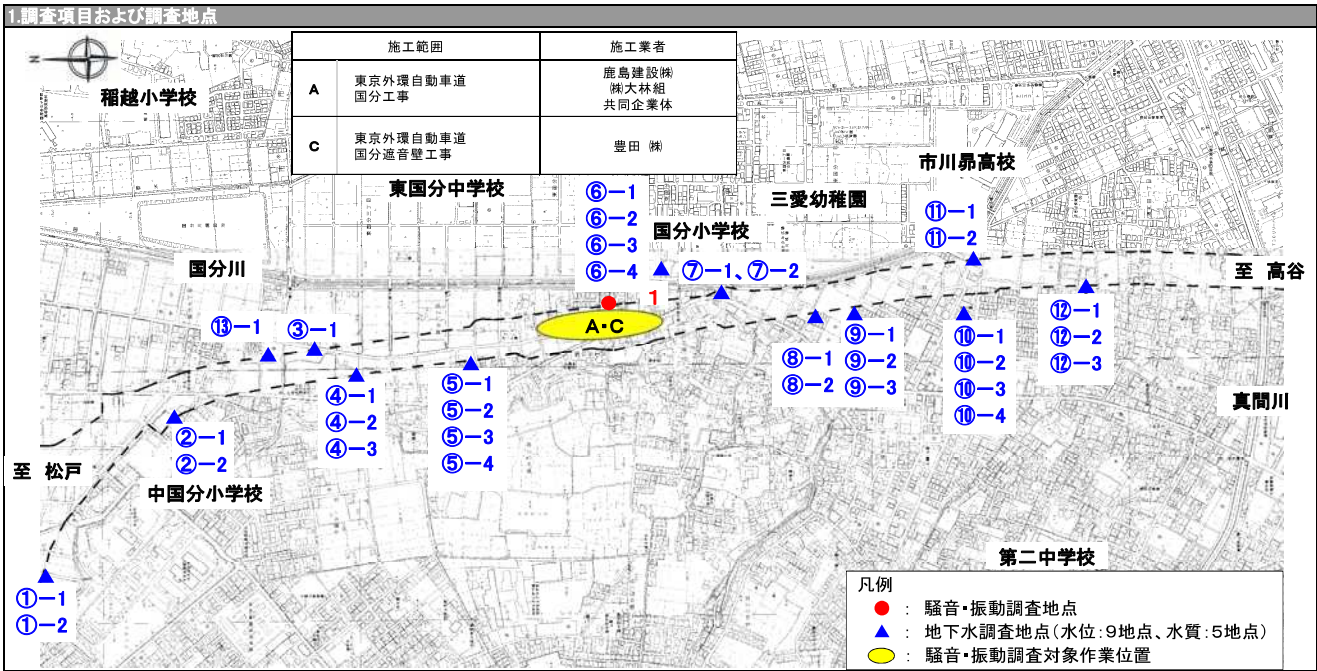 1.調査項目および調査地点
N
稲越小学校
施工範囲 施工業者
A 東京外環自動車道 国分工事 鹿島建設㈱ ㈱大林組 共同企業体
C 東京外環自動車道 国分遮音壁工事 豊田 ㈱
東国分中学校
⑥-1
⑥-2
⑥-3
⑥-4
国分小学校
三愛幼稚園
市川昴高校
⑪-1
⑪-2
国分川
⑦-1、⑦-2
至 高谷
1
A・C
⑬-1
③-1
④-1
④-2
④-3
⑤-1
⑤-2
⑤-3
⑤-4
⑧-1
⑧-2
⑨-1
⑨-2
⑨-3
⑩-1
⑩-2
⑩-3
⑩-4
⑫-1
⑫-2
⑫-3
真間川
②-1
②-2
至 松戸
中国分小学校
①-1
①-2
第二中学校
凡例
: 騒音・振動調査地点
: 地下水調査地点(水位:9地点、水質:5地点)
: 騒音・振動調査対象作業位置